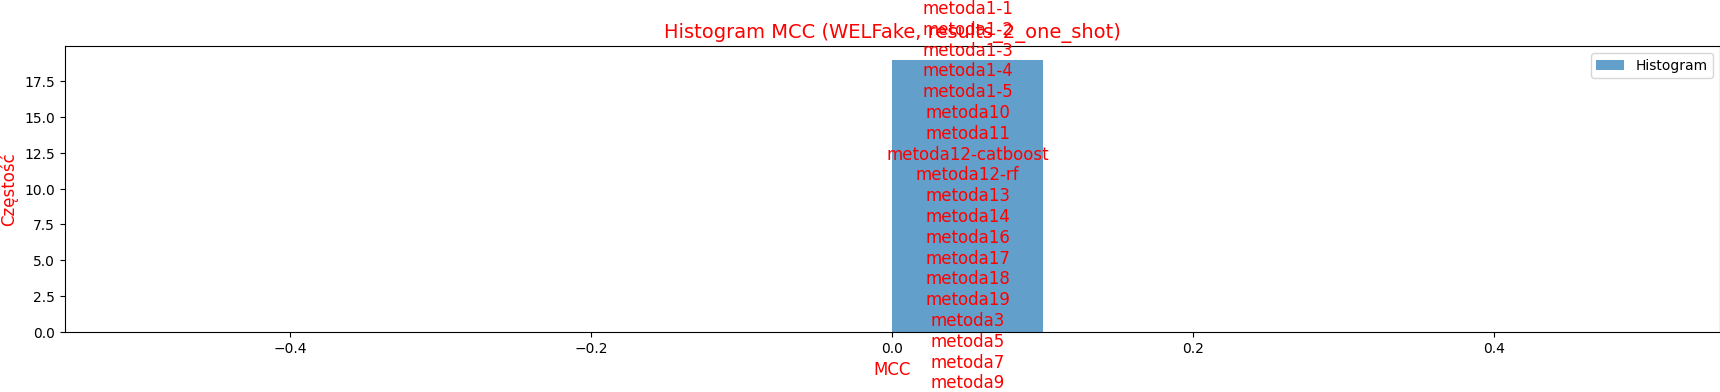 metoda1-1
Histogram MCC (WELFake, results_2_one_shot)
metoda1-2
metoda1-3
metoda1-4
metoda1-5
metoda10
metoda11
metoda12-catboost
metoda12-rf
metoda13
metoda14
metoda16
metoda17
metoda18
metoda19
metoda3
metoda5
metoda7
metoda9
Histogram
Częstość
17.5
15.0
12.5
10.0
7.5
5.0
2.5
0.0
−0.4
−0.2
0.0
0.2
0.4
MCC